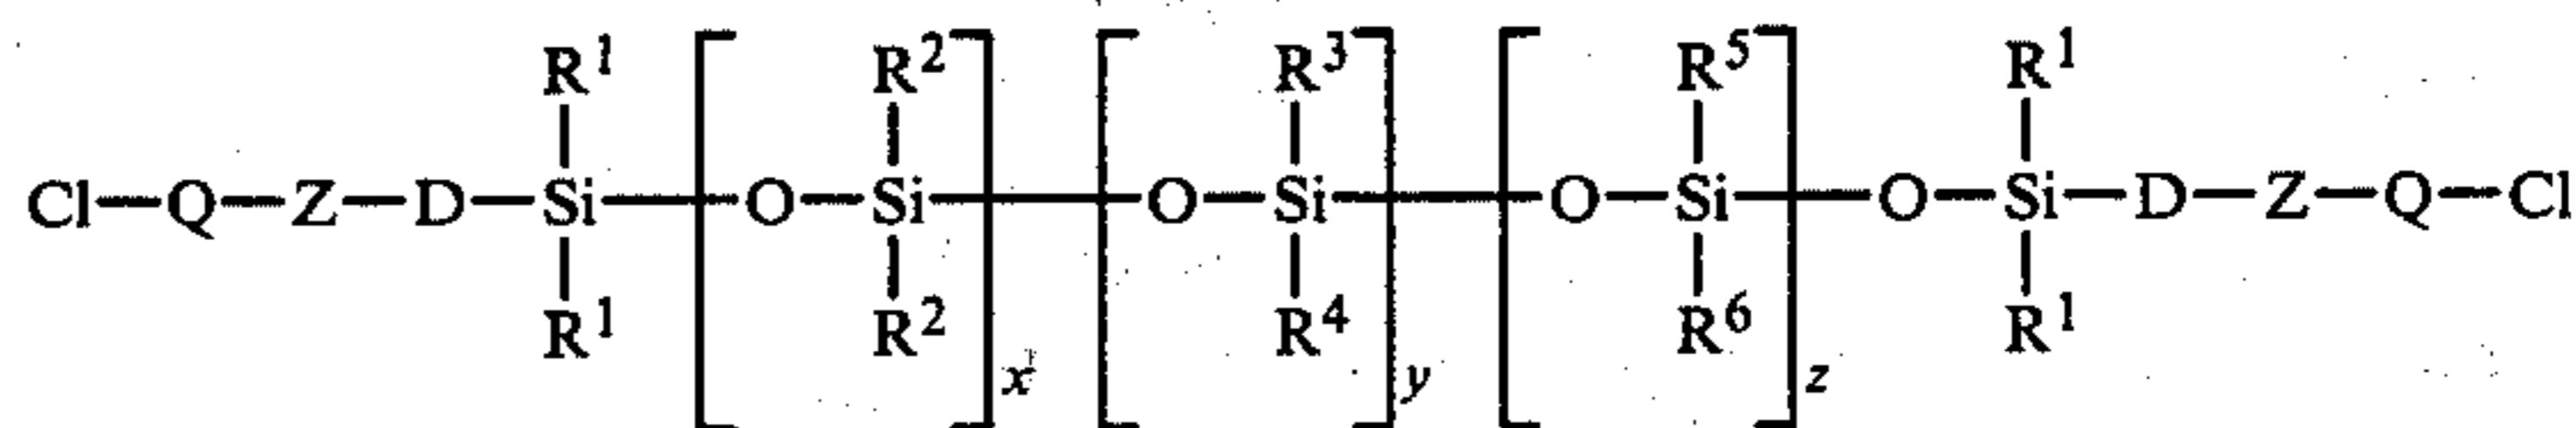 R¹ R² R³ R⁵ R¹
Cl—Q—Z—D—Si—[O—Si]x—[O—Si]y—[O—Si]z—O—Si—D—Z—Q—Cl
R¹ R² R⁴ R⁶ R¹